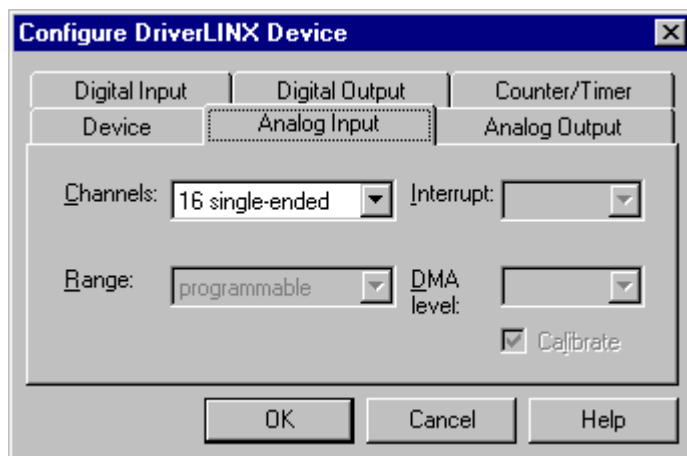 Configure DriverLINX Device
Digital Input Digital Output Counter/Timer
Device Analog Input Analog Output
Channels: 16 single-ended Interrupt:
Range: programmable DMA level:
Calibrate
OK Cancel Help